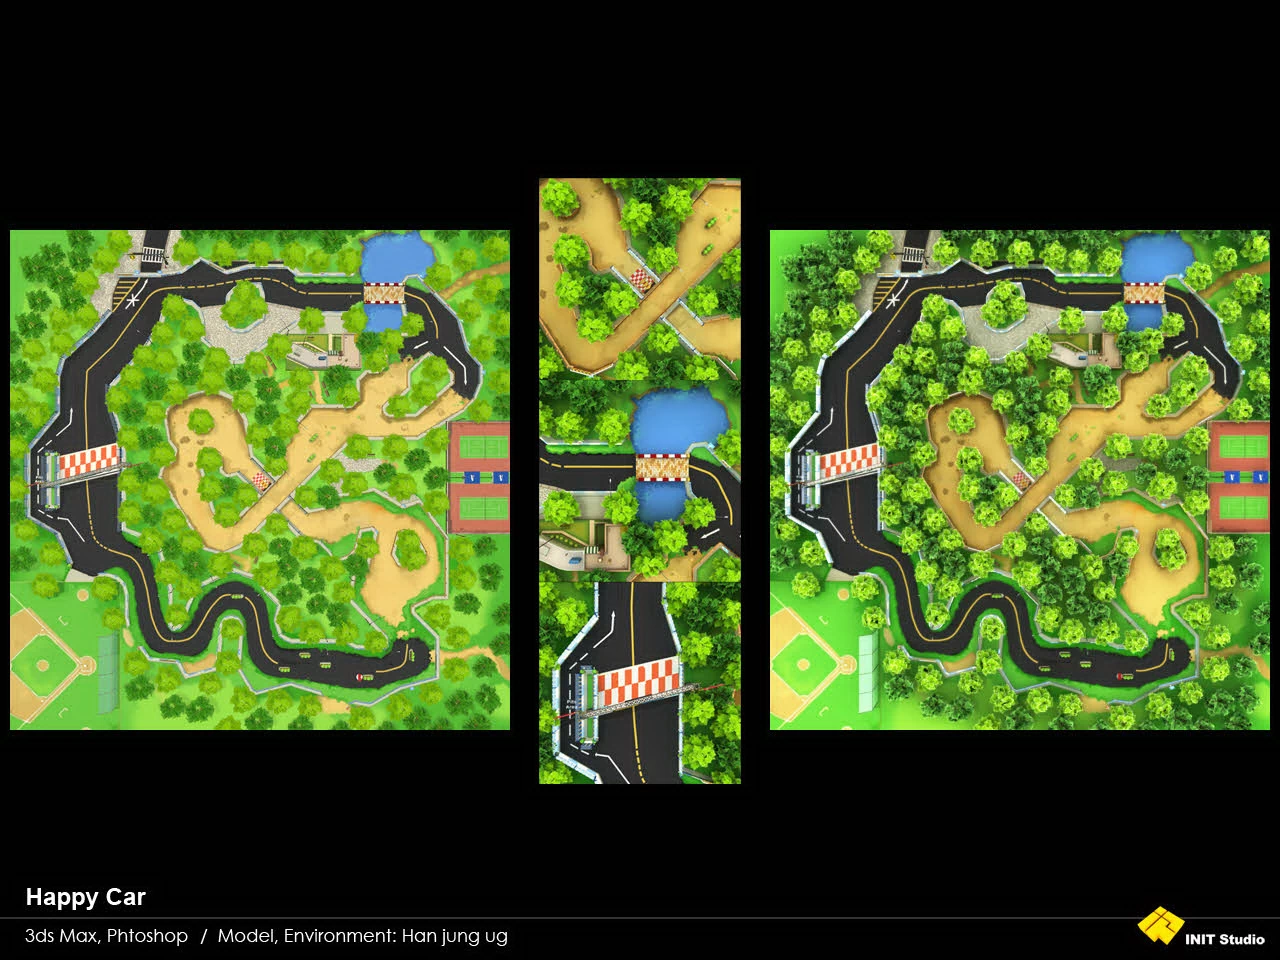 Happy Car
3ds Max, Phtoshop / Model, Environment: Han jung ug
INIT Studio